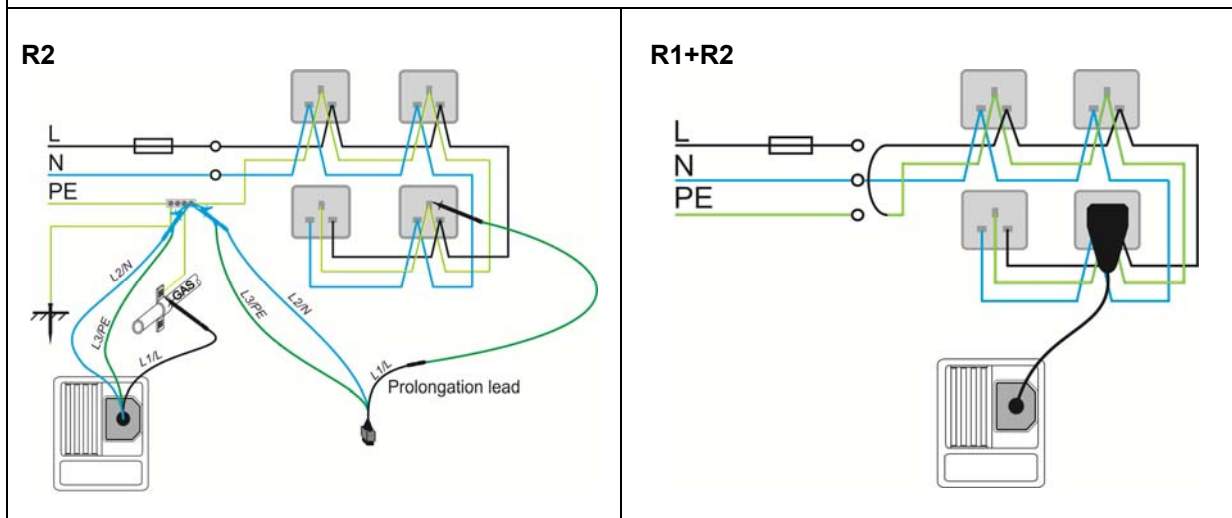 R2
L
N
PE
L2/N
L3/PE
GAS
L1/L
L3/PE
L2/N
L1/L
Prolongation lead
R1+R2
L
N
PE